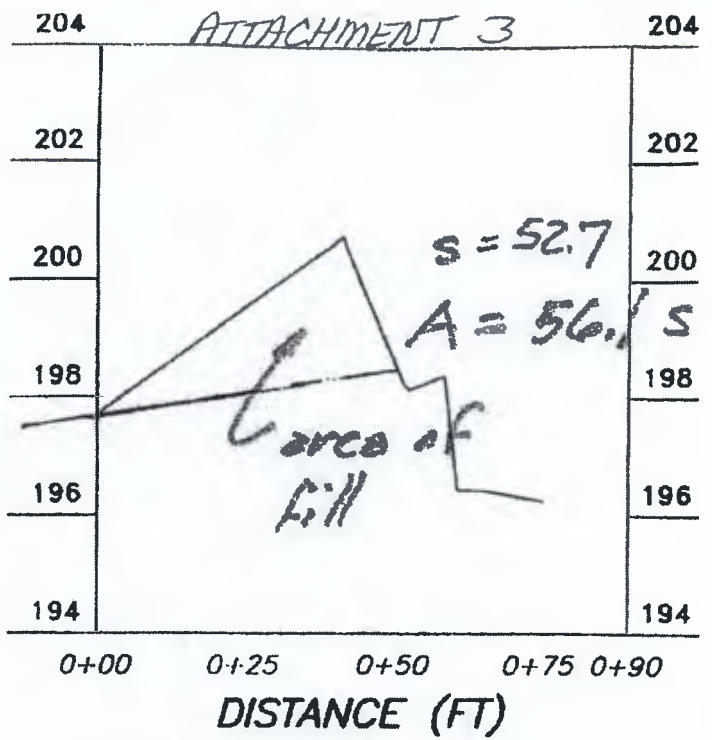 ATTACHMENT 3
204 204
202 202
200 200
198 198
196 196
194 194
s = 52.7
A = 56.1 s
area of
fill
0+00 0+25 0+50 0+75 0+90
DISTANCE (FT)